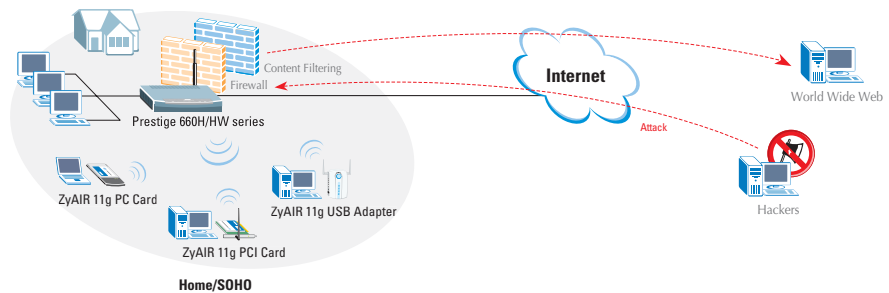 Content Filtering
Firewall
Internet
World Wide Web
Prestige 660H/HW series
Attack
ZyAIR 11g PC Card
ZyAIR 11g USB Adapter
Hackers
ZyAIR 11g PCI Card
Home/SOHO